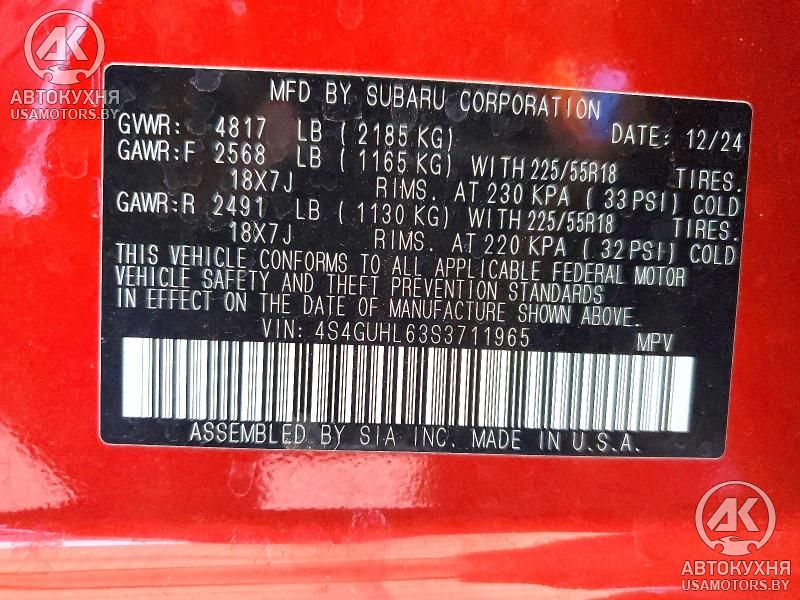 AK
АВТОКУХНЯ
USAMOTORS.BY
MFD BY SUBARU CORPORATION
GVWR: 4817 LB (2185 KG) DATE: 12/24
GAWR:F 2568 LB (1165 KG) WITH 225/55R18 TIRES.
18X7J RIMS. AT 230 KPA (33 PSI) COLD
GAWR:R 2491 LB (1130 KG) WITH 225/55R18 TIRES.
18X7J RIMS. AT 220 KPA (32 PSI) COLD
THIS VEHICLE CONFORMS TO ALL APPLICABLE FEDERAL MOTOR
VEHICLE SAFETY AND THEFT PREVENTION STANDARDS
IN EFFECT ON THE DATE OF MANUFACTURE SHOWN ABOVE
VIN: 4S4GUHL63S3711965 MPV
ASSEMBLED BY SIA INC. MADE IN U.S.A.
AK
АВТОКУХНЯ
USAMOTORS.BY